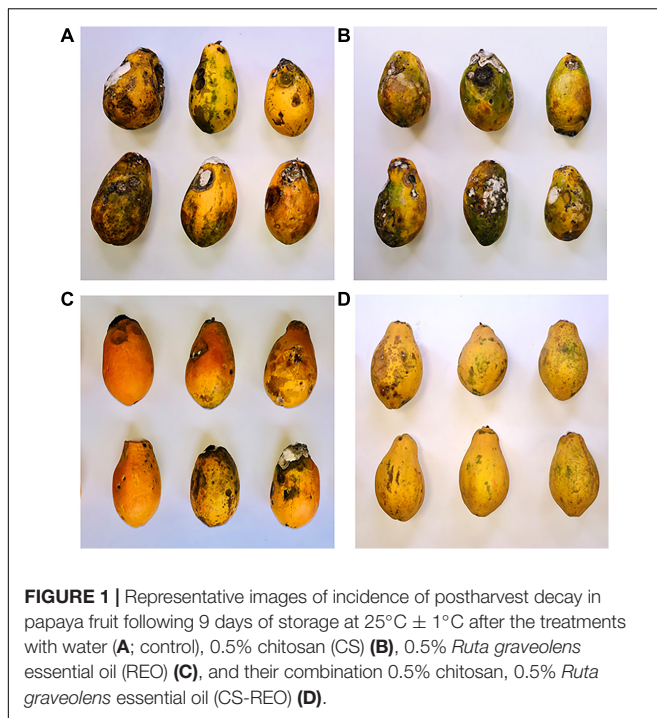 A
B
C
D
FIGURE 1 | Representative images of incidence of postharvest decay in
papaya fruit following 9 days of storage at 25°C ± 1°C after the treatments
with water (A; control), 0.5% chitosan (CS) (B), 0.5% Ruta graveolens
essential oil (REO) (C), and their combination 0.5% chitosan, 0.5% Ruta
graveolens essential oil (CS-REO) (D).